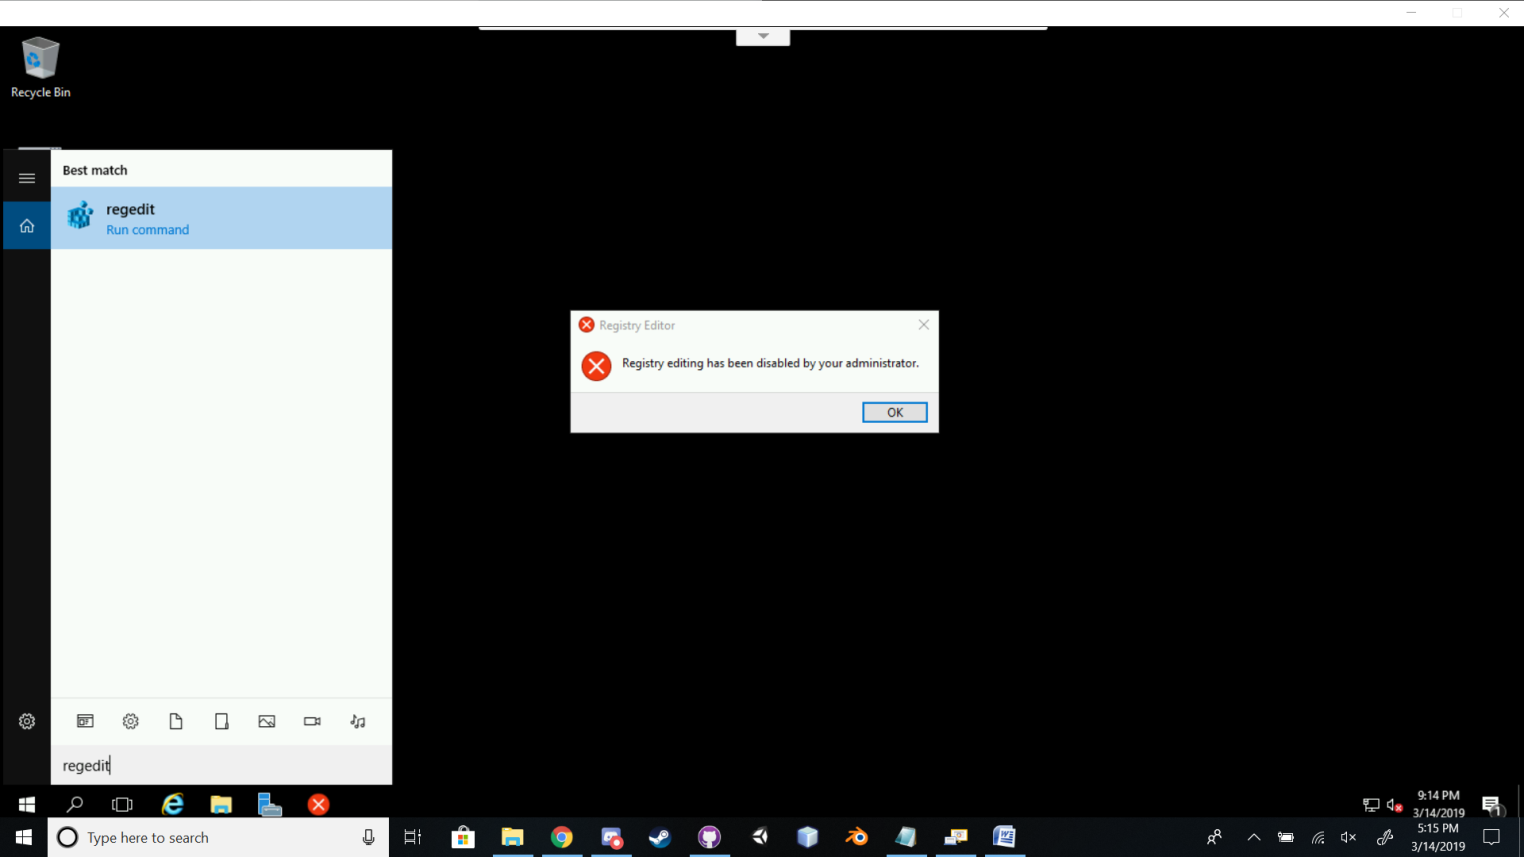 Recycle Bin
Best match
regedit
Run command
Registry Editor
Registry editing has been disabled by your administrator.
OK
regedit
9:14 PM
3/14/2019
1
Type here to search
5:15 PM
3/14/2019